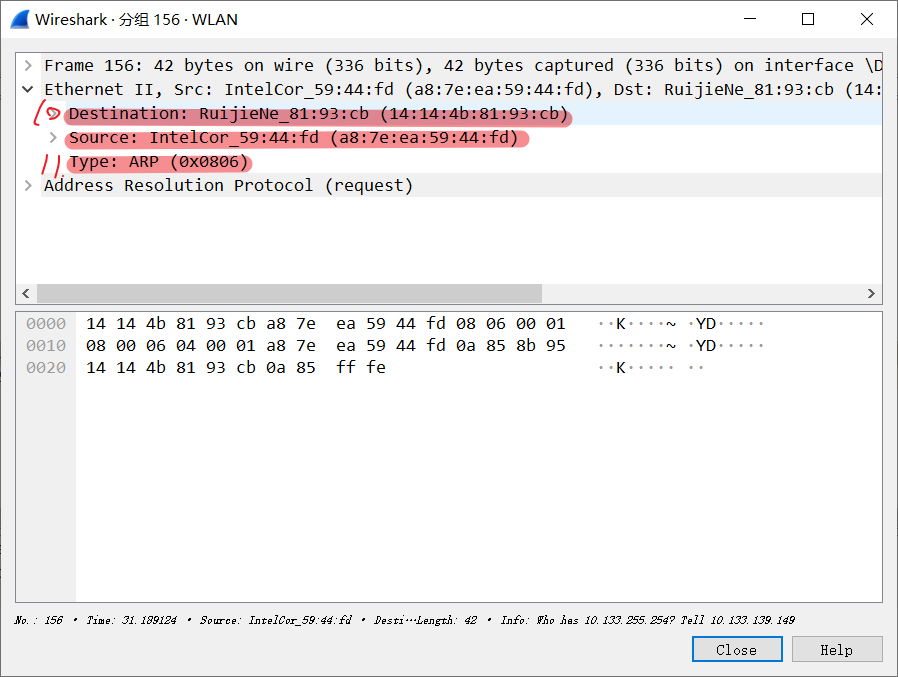 Wireshark · 分组 156 · WLAN
Frame 156: 42 bytes on wire (336 bits), 42 bytes captured (336 bits) on interface \D
Ethernet II, Src: IntelCor_59:44:fd (a8:7e:ea:59:44:fd), Dst: RuijieNe_81:93:cb (14:
10 Destination: RuijieNe_81:93:cb (14:14:4b:81:93:cb)
Source: IntelCor_59:44:fd (a8:7e:ea:59:44:fd)
11 Type: ARP (0x0806)
Address Resolution Protocol (request)
0000 14 14 4b 81 93 cb a8 7e ea 59 44 fd 08 06 00 01 ··K····~ ·YD·····
0010 08 00 06 04 00 01 a8 7e ea 59 44 fd 0a 85 8b 95 ·······~ ·YD·····
0020 14 14 4b 81 93 cb 0a 85 ff fe ··K····· ··
No.: 156 · Time: 31.189124 · Source: IntelCor_59:44:fd · Desti…Length: 42 · Info: Who has 10.133.255.254? Tell 10.133.139.149
Close Help